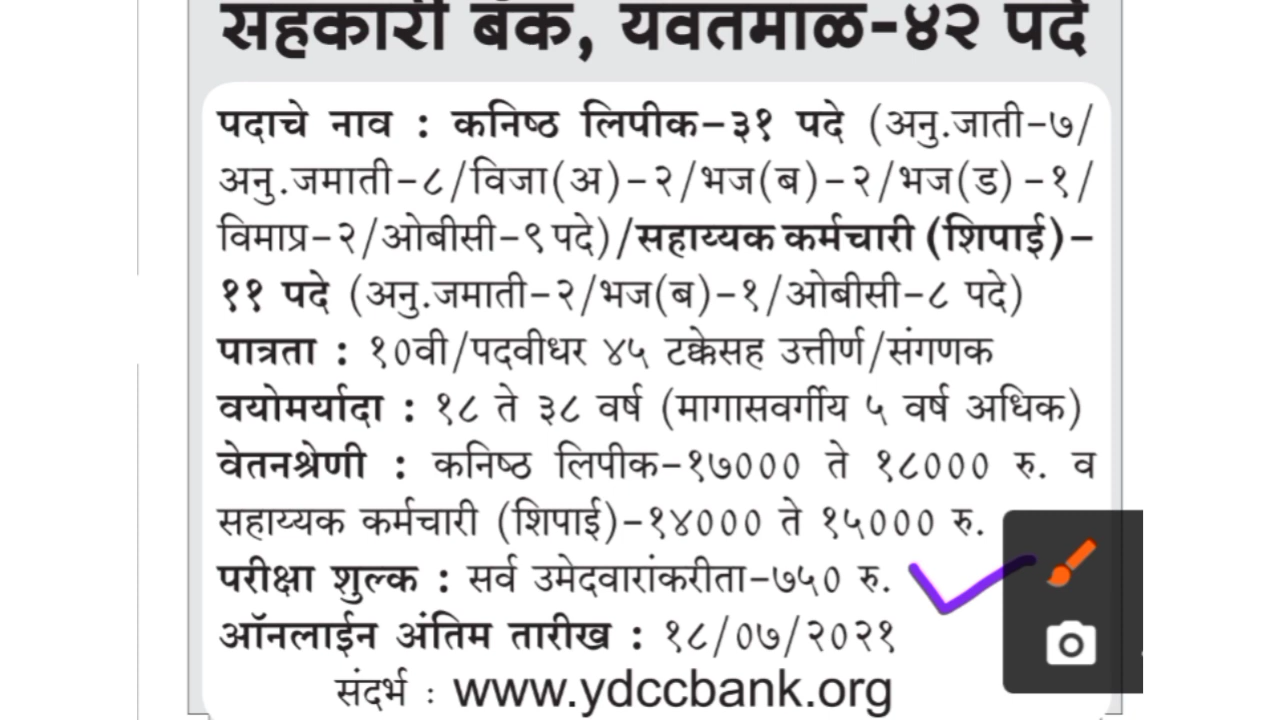 सहकारी बँक, यवतमाळ-४२ पदे
पदाचे नाव : कनिष्ठ लिपीक-३१ पदे (अनु.जाती-७/
अनु.जमाती-८/विजा(अ)-२/भज(ब)-२/भज(ड)-१/
विमाप्र-२/ओबीसी-९ पदे)/सहाय्यक कर्मचारी (शिपाई)-
११ पदे (अनु.जमाती-२/भज(ब)-१/ओबीसी-८ पदे)
पात्रता : १०वी/पदवीधर ४५ टक्केसह उत्तीर्ण/संगणक
वयोमर्यादा : १८ ते ३८ वर्ष (मागासवर्गीय ५ वर्ष अधिक)
वेतनश्रेणी : कनिष्ठ लिपीक-१७००० ते १८००० रु. व
सहाय्यक कर्मचारी (शिपाई)-१४००० ते १५००० रु.
परीक्षा शुल्क : सर्व उमेदवारांकरीता-७५० रु.
ऑनलाईन अंतिम तारीख : १८/०७/२०२१
संदर्भ : www.ydccbank.org